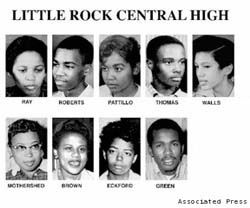 LITTLE ROCK CENTRAL HIGH
RAY ROBERTS PATTILLO THOMAS WALLS
MOTHERSHED BROWN ECKFORD GREEN
Associated Press